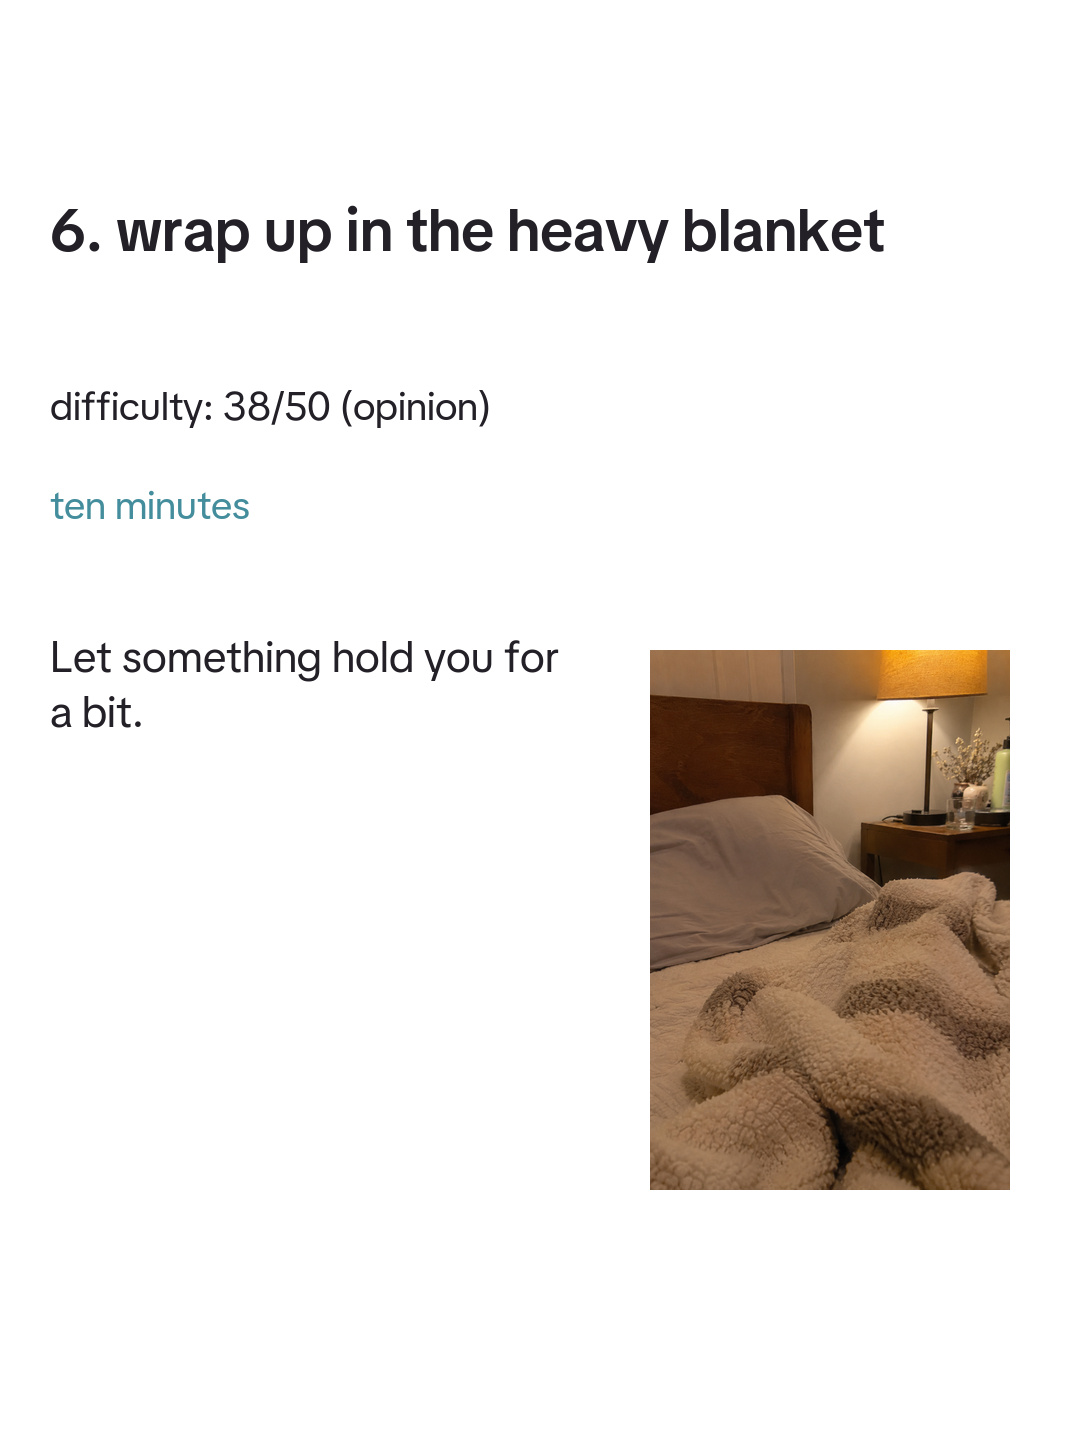 6. wrap up in the heavy blanket
difficulty: 38/50 (opinion)
ten minutes
Let something hold you for
a bit.